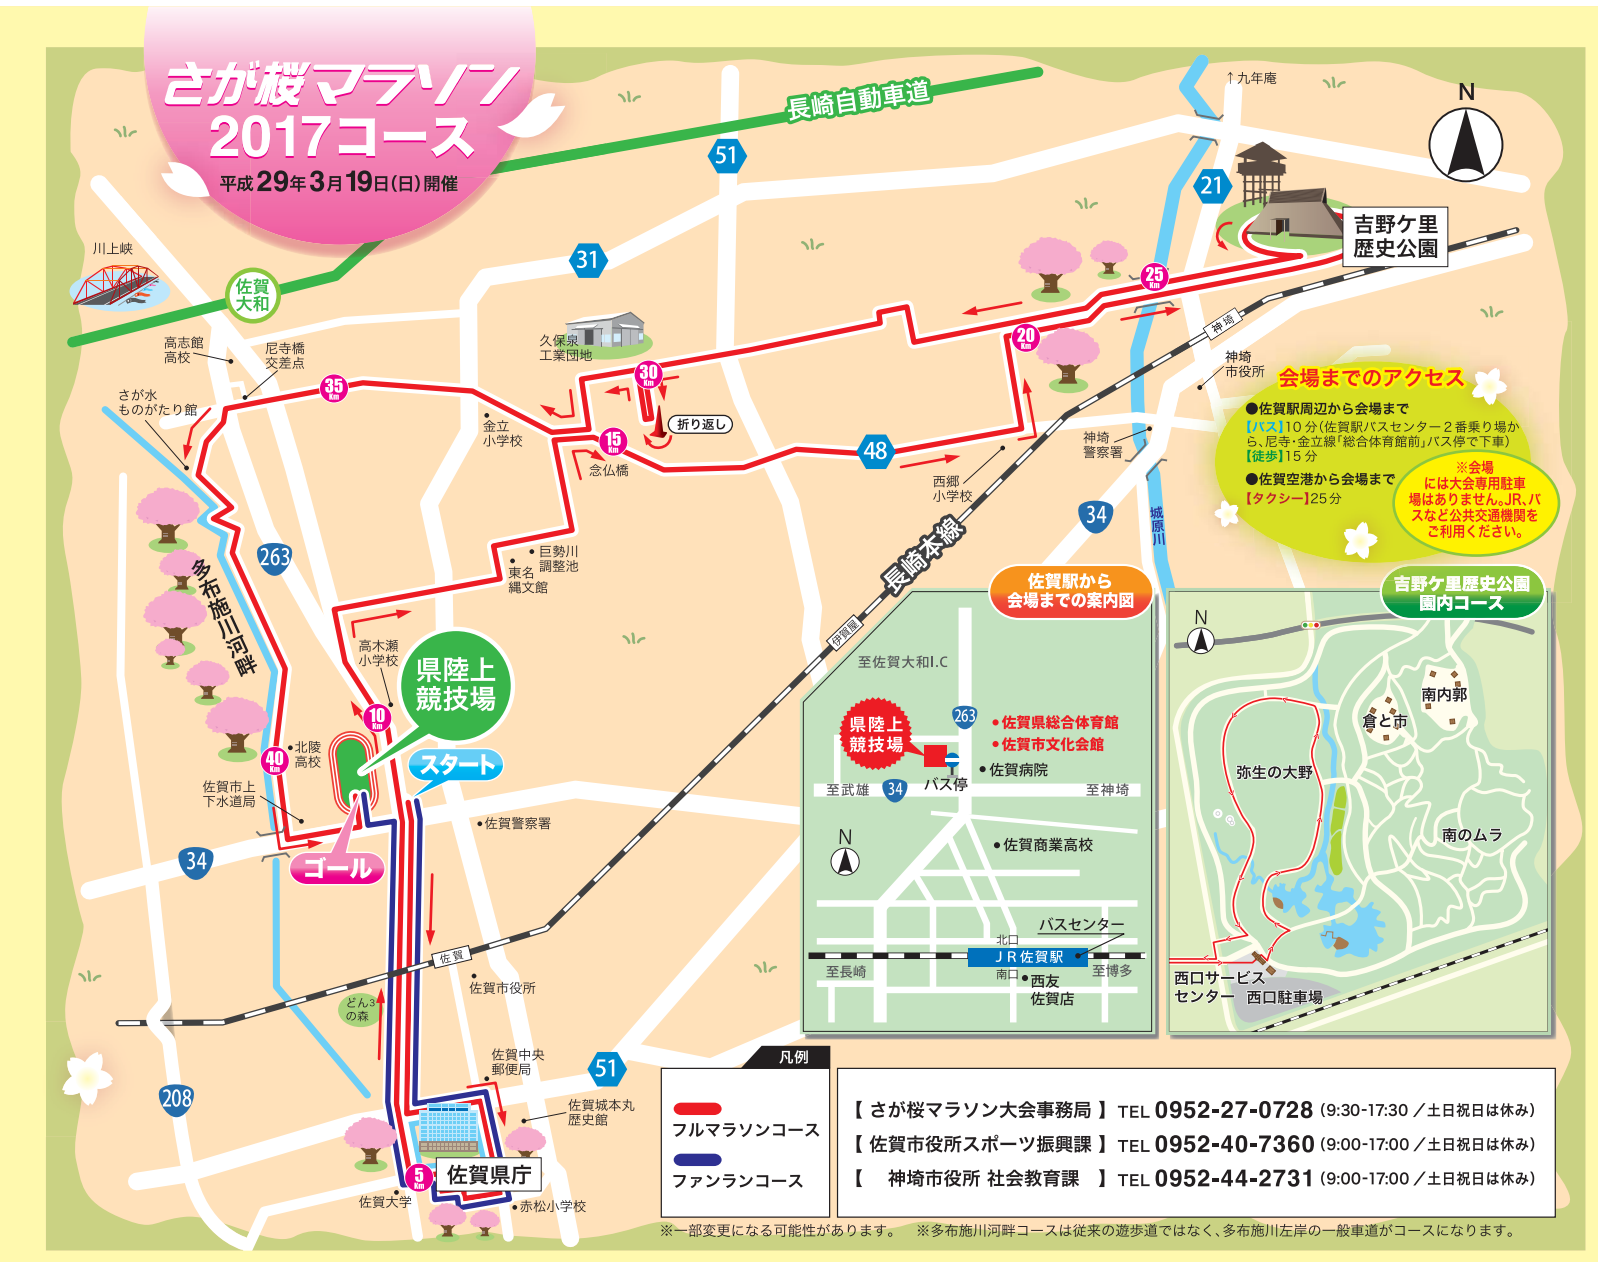 さが桜マラソン
2017コース
平成29年3月19日(日)開催
長崎自動車道
51
↑九年庵
N
21
吉野ケ里
歴史公園
川上峡
31
佐賀
大和
25
Km
高志館
高校
尼寺橋
交差点
久保泉
工業団地
20
Km
神埼
神埼
市役所
さが水
ものがたり館
35
Km
30
Km
折り返し
金立
小学校
15
Km
念仏橋
48
神埼
警察署
西郷
小学校
34
城原川
会場までのアクセス
●佐賀駅周辺から会場まで
【バス】10分(佐賀駅バスセンター2番乗り場か
ら、尼寺・金立線「総合体育館前」バス停で下車)
【徒歩】15分
●佐賀空港から会場まで
【タクシー】25分
※会場
には大会専用駐車
場はありません。JR、バ
スなど公共交通機関を
ご利用ください。
263
多布施川河畔
巨勢川
調整池
東名
縄文館
長崎本線
伊賀屋
高木瀬
小学校
県陸上
競技場
10
Km
スタート
40
Km
北陵
高校
佐賀市上
下水道局
佐賀警察署
34
ゴール
佐賀
佐賀市役所
どん3
の森
佐賀中央
郵便局
51
208
佐賀城本丸
歴史館
5
Km
佐賀県庁
佐賀大学
赤松小学校
佐賀駅から
会場までの案内図
至佐賀大和I.C
県陸上
競技場
263
佐賀県総合体育館
佐賀市文化会館
佐賀病院
バス停
至武雄
34
至神埼
N
佐賀商業高校
バスセンター
北口
JR佐賀駅
南口
至長崎
至博多
西友
佐賀店
吉野ケ里歴史公園
園内コース
N
南内郭
倉と市
弥生の大野
南のムラ
西口サービス
センター
西口駐車場
凡例
フルマラソンコース
ファンランコース
【 さが桜マラソン大会事務局 】 TEL 0952-27-0728 (9:30-17:30 /土日祝日は休み)
【 佐賀市役所スポーツ振興課 】 TEL 0952-40-7360 (9:00-17:00 /土日祝日は休み)
【 神埼市役所 社会教育課 】 TEL 0952-44-2731 (9:00-17:00 /土日祝日は休み)
※一部変更になる可能性があります。 ※多布施川河畔コースは従来の遊歩道ではなく、多布施川左岸の一般車道がコースになります。